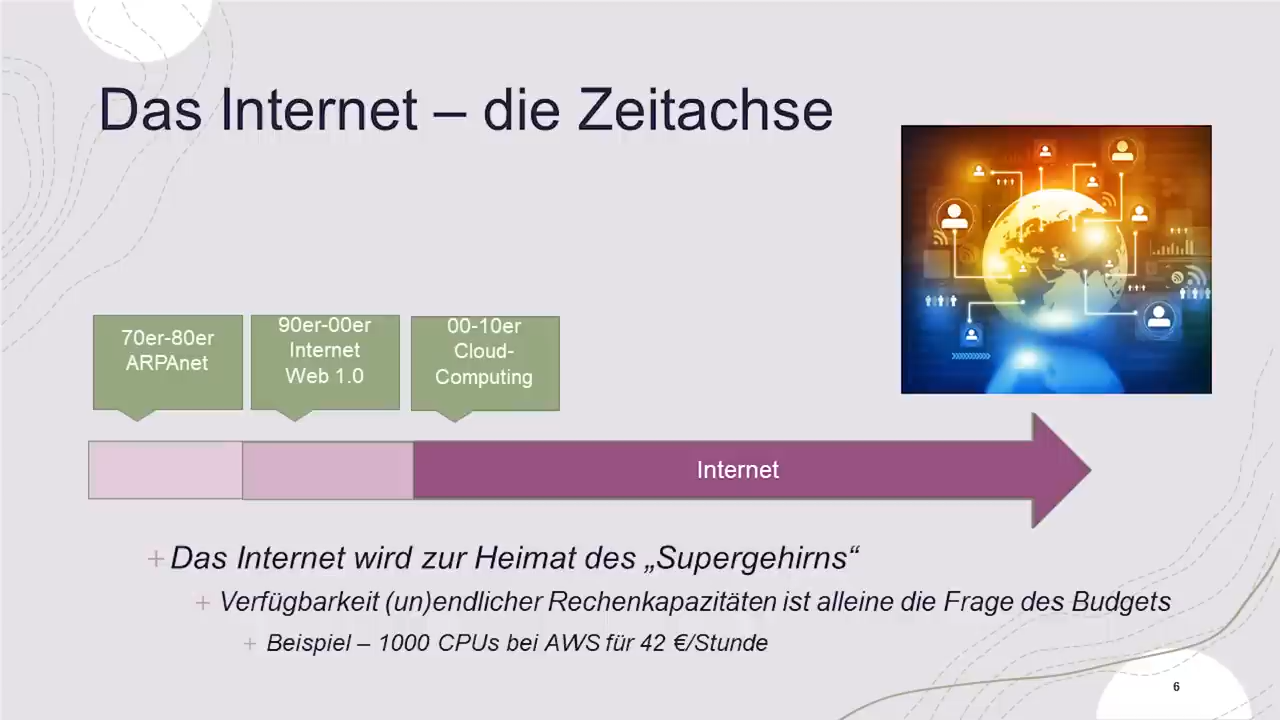 Das Internet – die Zeitachse
70er-80er
ARPAnet
90er-00er
Internet
Web 1.0
00-10er
Cloud-
Computing
Internet
+ Das Internet wird zur Heimat des „Supergehirns“
+ Verfügbarkeit (un)endlicher Rechenkapazitäten ist alleine die Frage des Budgets
+ Beispiel – 1000 CPUs bei AWS für 42 €/Stunde
6